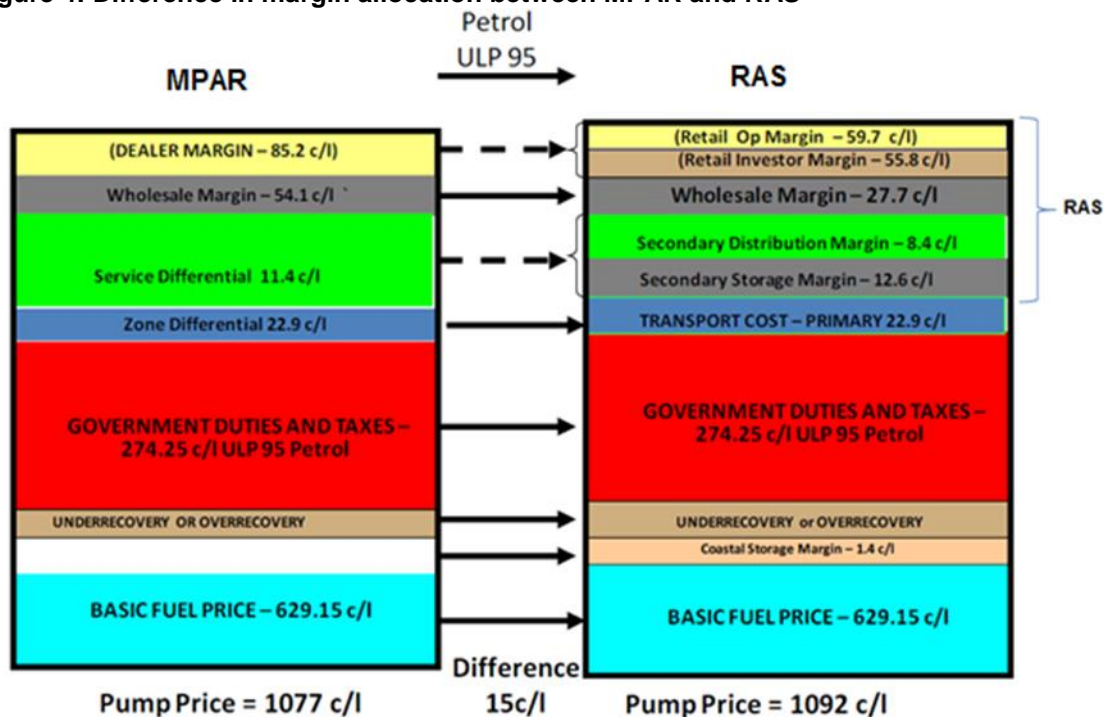 Figure 4: Difference in margin allocation between MPAR and RAS
Petrol
ULP 95
MPAR
RAS
(DEALER MARGIN – 85.2 c/l)
Wholesale Margin – 54.1 c/l `
Service Differential 11.4 c/l
Zone Differential 22.9 c/l
GOVERNMENT DUTIES AND TAXES –
274.25 c/l ULP 95 Petrol
UNDERRECOVERY OR OVERRECOVERY
BASIC FUEL PRICE – 629.15 c/l
Pump Price = 1077 c/l
Difference
15c/l
(Retail Op Margin – 59.7 c/l)
(Retail Investor Margin – 55.8 c/l)
Wholesale Margin – 27.7 c/l
Secondary Distribution Margin – 8.4 c/l
Secondary Storage Margin – 12.6 c/l
TRANSPORT COST – PRIMARY 22.9 c/l
GOVERNMENT DUTIES AND TAXES –
274.25 c/l ULP 95 Petrol
UNDERRECOVERY or OVERRECOVERY
Coastal Storage Margin – 1.4 c/l
BASIC FUEL PRICE – 629.15 c/l
Pump Price = 1092 c/l
RAS